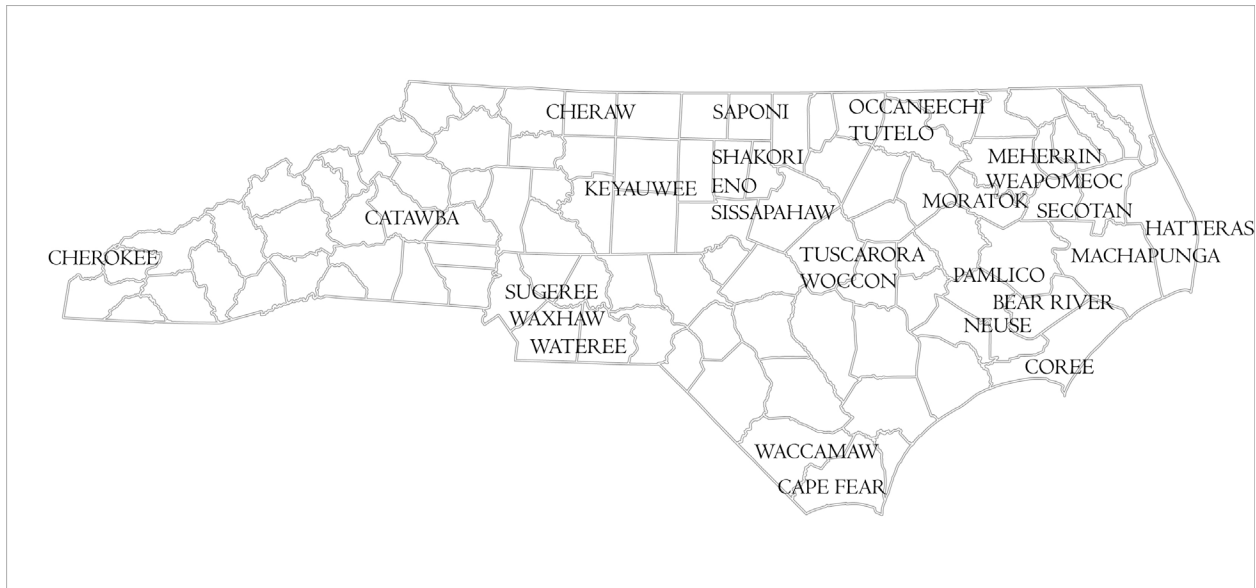 CHERAW
SAPONI
OCCANEECHI
TUTELO
SHAKORI
MEHERRIN
KEYAUWEE
ENO
WEAPOMEOC
MORATOK
SISSAPAHAW
SECOTAN
CATAWBA
HATTERAS
CHEROKEE
TUSCARORA
MACHAPUNGA
WOCCON
PAMLICO
SUGEREE
BEAR RIVER
WAXHAW
NEUSE
WATEREE
COREE
WACCAMAW
CAPE FEAR